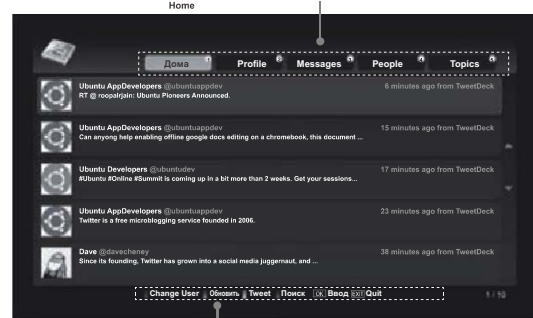 Home
Дома Profile Messages People Topics
Ubuntu AppDevelopers @ubuntuappdev 6 minutes ago from TweetDeck
RT @ roopalrjain: Ubuntu Pioneers Announced.
Ubuntu AppDevelopers @ubuntuappdev 15 minutes ago from TweetDeck
Can anyong help enabling offline google docs editing on a chromebook, this document ...
Ubuntu Developers @ubuntudev 17 minutes ago from TweetDeck
#Ubuntu #Online #Summit is coming up in a bit more than 2 weeks. Get your sessions...
Ubuntu AppDevelopers @ubuntuappdev 23 minutes ago from TweetDeck
Twitter is a free microblogging service founded in 2006.
Dave @davecheney 38 minutes ago from TweetDeck
Since its founding, Twitter has grown into a social media juggernaut, and ...
Change User Обновить Tweet Поиск OK Ввод EXIT Quit 1 / 10